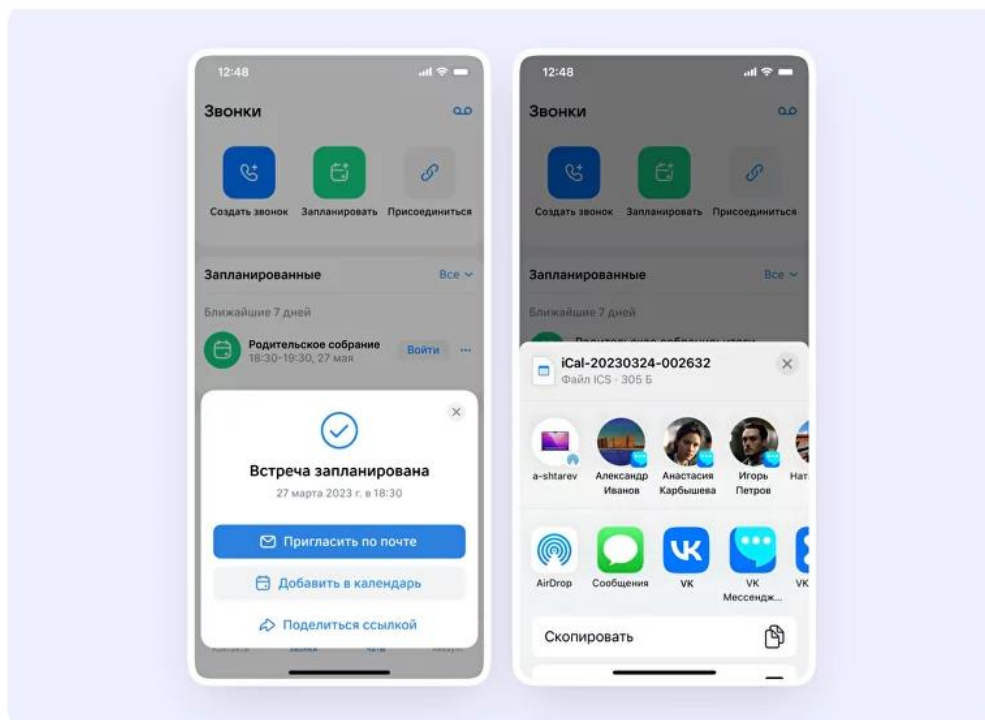 12:48
Звонки
Создать звонок
Запланировать
Присоединиться
Запланированные
Все
Ближайшие 7 дней
Родительское собрание
18:30-19:30, 27 мая
Войти
Встреча запланирована
27 марта 2023 г. в 18:30
Пригласить по почте
Добавить в календарь
Поделиться ссылкой
12:48
Звонки
Создать звонок
Запланировать
Присоединиться
Запланированные
Все
Ближайшие 7 дней
iCal-20230324-002632
Файл ICS · 305 Б
a-shtarev
Александр
Иванов
Анастасия
Карбышева
Игорь
Петров
Нат
AirDrop
Сообщения
VK
VK
Мессендж...
VK
Скопировать